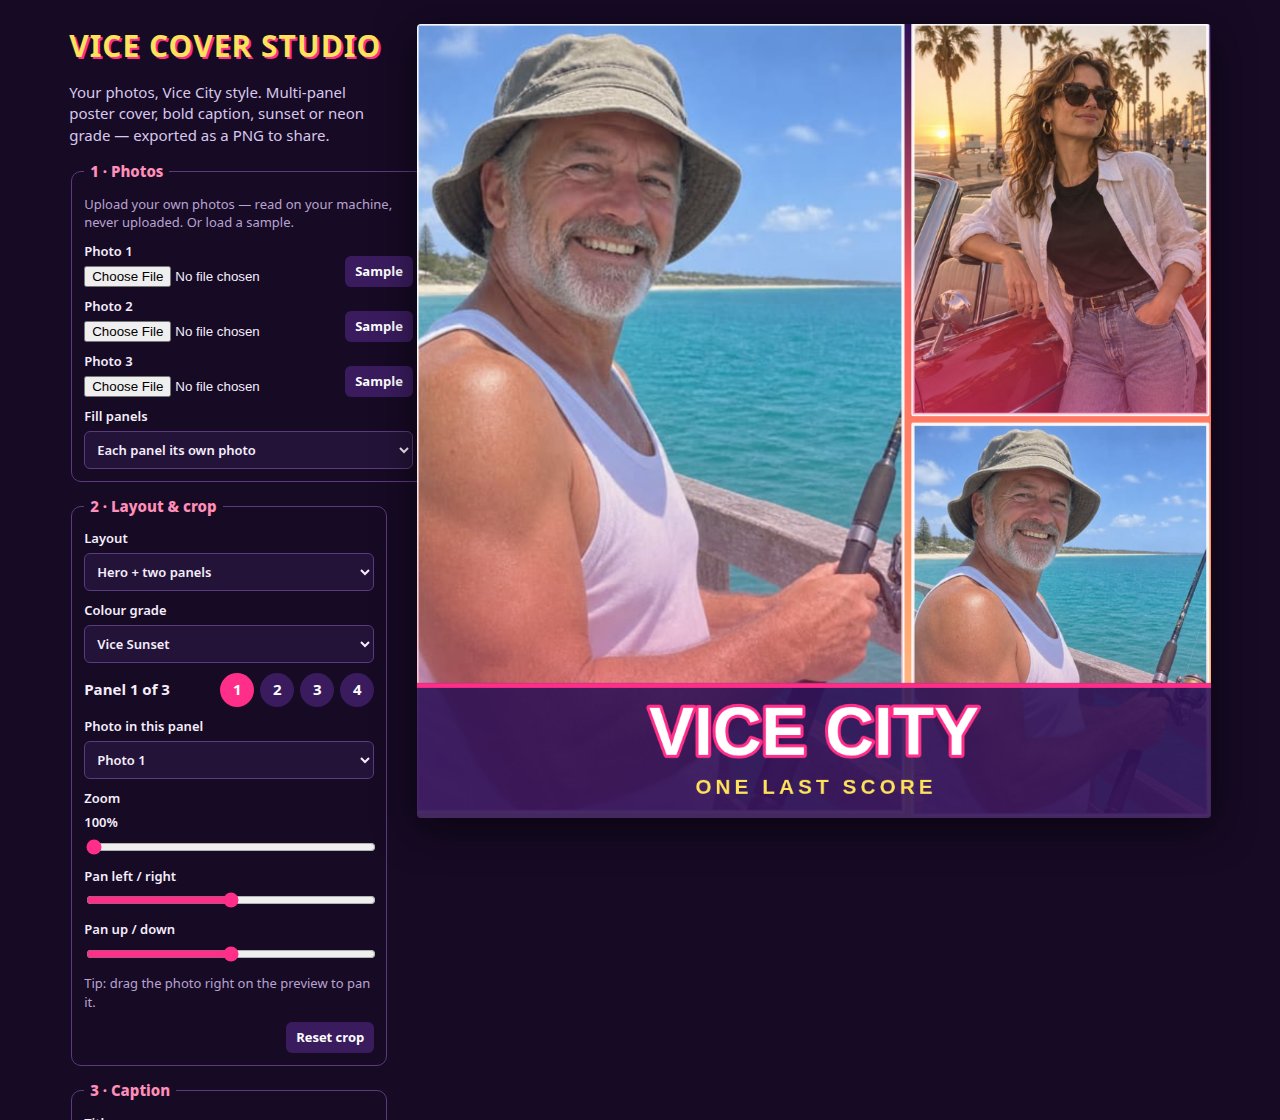 VICE COVER STUDIO
Your photos, Vice City style. Multi-panel
poster cover, bold caption, sunset or neon
grade — exported as a PNG to share.
1 · Photos
Upload your own photos — read on your machine,
never uploaded. Or load a sample.
Photo 1
Choose File No file chosen
Sample
Photo 2
Choose File No file chosen
Sample
Photo 3
Choose File No file chosen
Sample
Fill panels
Each panel its own photo
2 · Layout & crop
Layout
Hero + two panels
Colour grade
Vice Sunset
Panel 1 of 3
1 2 3 4
Photo in this panel
Photo 1
Zoom
100%
Pan left / right
Pan up / down
Tip: drag the photo right on the preview to pan
it.
Reset crop
3 · Caption
VICE CITY
ONE LAST SCORE